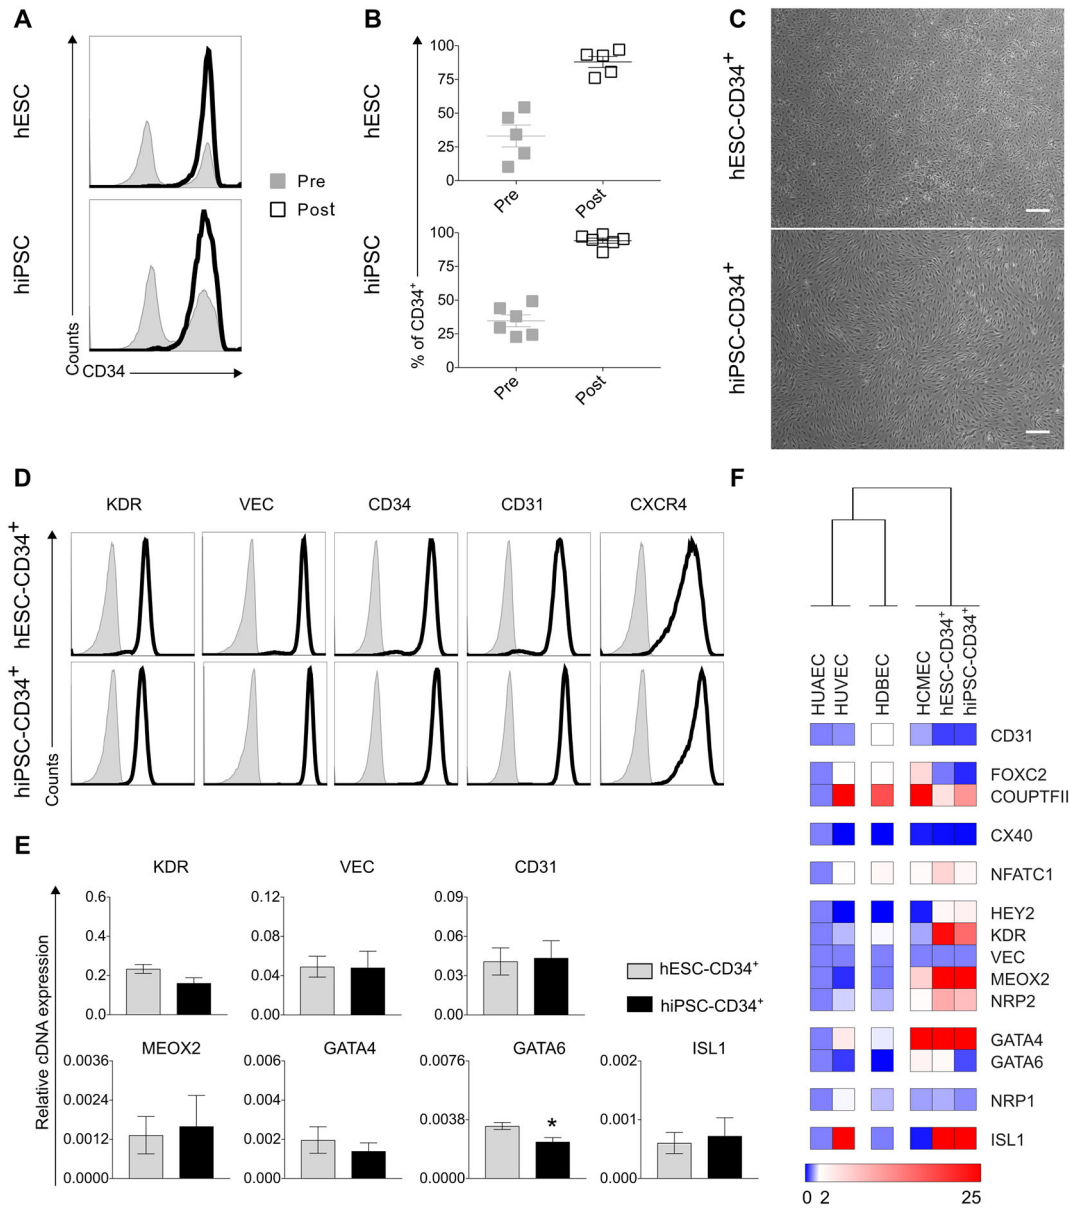 A
hESC
hiPSC
Counts
CD34
Pre
Post
B
hESC
hiPSC
% of CD34+
100
75
50
25
0
Pre
Post
100
75
50
25
0
Pre
Post
C
hESC-CD34+
hiPSC-CD34+
D
KDR
VEC
CD34
CD31
CXCR4
hESC-CD34+
hiPSC-CD34+
Counts
E
Relative cDNA expression
KDR
0.6
0.4
0.2
0.0
VEC
0.12
0.08
0.04
0.00
CD31
0.09
0.06
0.03
0.00
hESC-CD34+
hiPSC-CD34+
MEOX2
0.0036
0.0024
0.0012
0.0000
GATA4
0.006
0.004
0.002
0.000
GATA6
0.0076
0.0038
0.0000
*
ISL1
0.002
0.001
0.000
F
HUAEC
HUVEC
HDBEC
HCMEC
hESC-CD34+
hiPSC-CD34+
CD31
FOXC2
COUPTFII
CX40
NFATC1
HEY2
KDR
VEC
MEOX2
NRP2
GATA4
GATA6
NRP1
ISL1
0 2 25